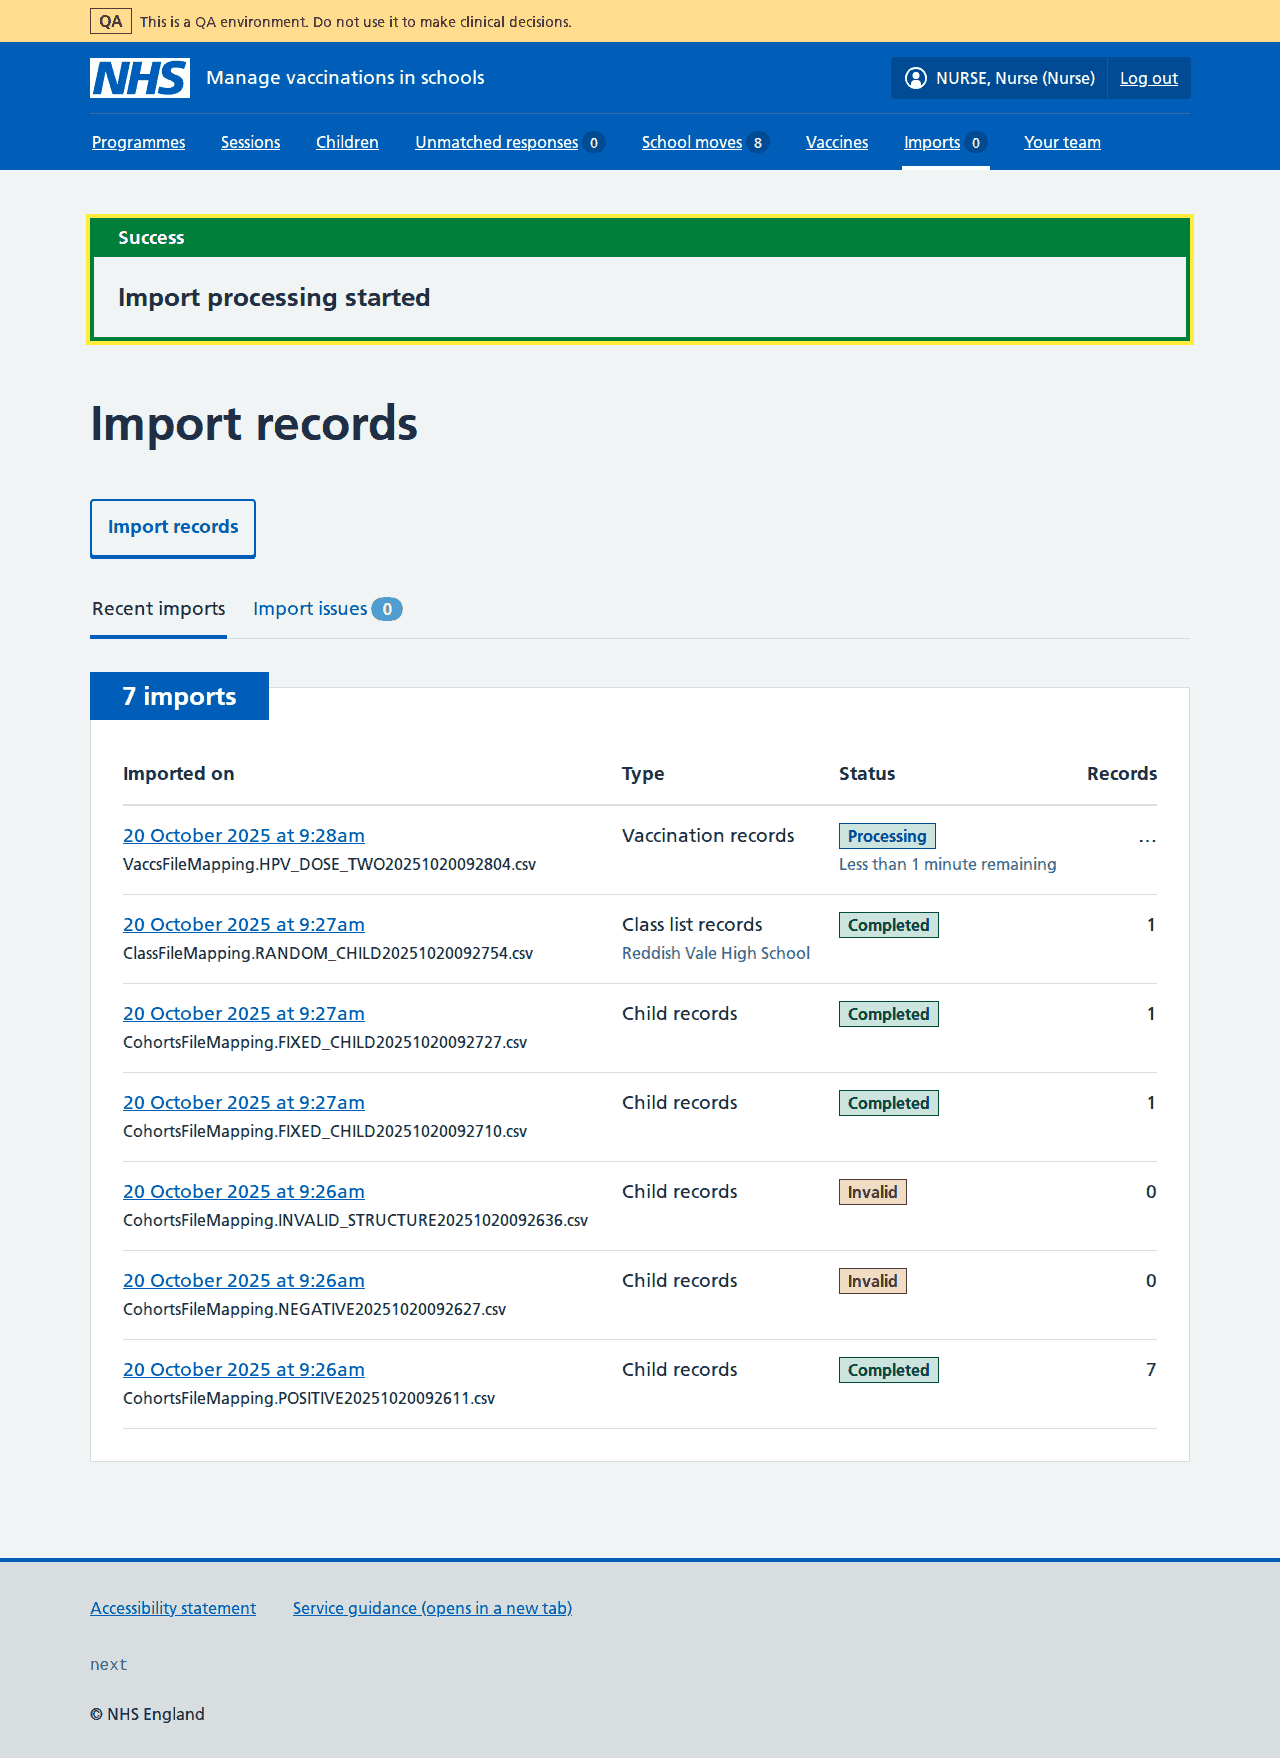 QA This is a QA environment. Do not use it to make clinical decisions.
NHS Manage vaccinations in schools NURSE, Nurse (Nurse) Log out
Programmes Sessions Children Unmatched responses 0 School moves 8 Vaccines Imports 0 Your team
Success
Import processing started
Import records
Import records
Recent imports Import issues 0
7 imports
Imported on Type Status Records
20 October 2025 at 9:28am Vaccination records Processing ...
VaccsFileMapping.HPV_DOSE_TWO20251020092804.csv Less than 1 minute remaining
20 October 2025 at 9:27am Class list records Completed 1
ClassFileMapping.RANDOM_CHILD20251020092754.csv Reddish Vale High School
20 October 2025 at 9:27am Child records Completed 1
CohortsFileMapping.FIXED_CHILD20251020092727.csv
20 October 2025 at 9:27am Child records Completed 1
CohortsFileMapping.FIXED_CHILD20251020092710.csv
20 October 2025 at 9:26am Child records Invalid 0
CohortsFileMapping.INVALID_STRUCTURE20251020092636.csv
20 October 2025 at 9:26am Child records Invalid 0
CohortsFileMapping.NEGATIVE20251020092627.csv
20 October 2025 at 9:26am Child records Completed 7
CohortsFileMapping.POSITIVE20251020092611.csv
Accessibility statement Service guidance (opens in a new tab)
next
© NHS England